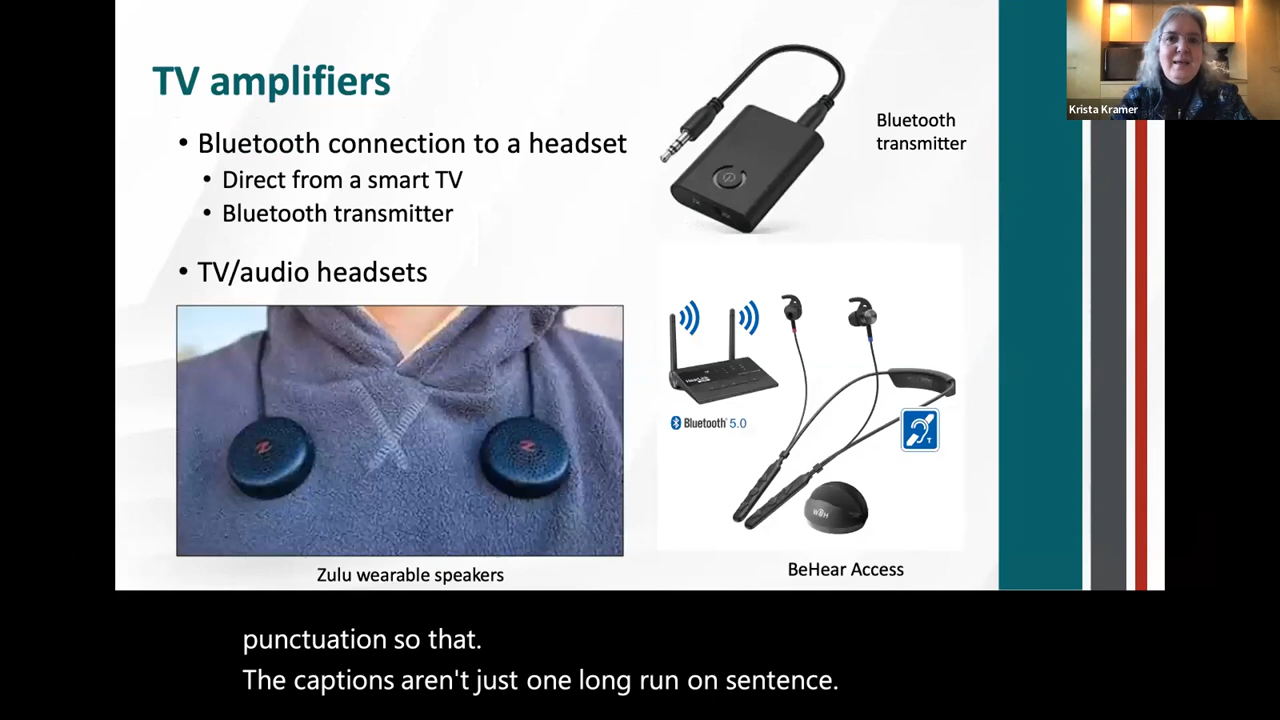 TV amplifiers
• Bluetooth connection to a headset
• Direct from a smart TV
• Bluetooth transmitter
• TV/audio headsets
Bluetooth
transmitter
Krista Kramer
Bluetooth® 5.0
T
W&H
Zulu wearable speakers
BeHear Access
punctuation so that.
The captions aren't just one long run on sentence.